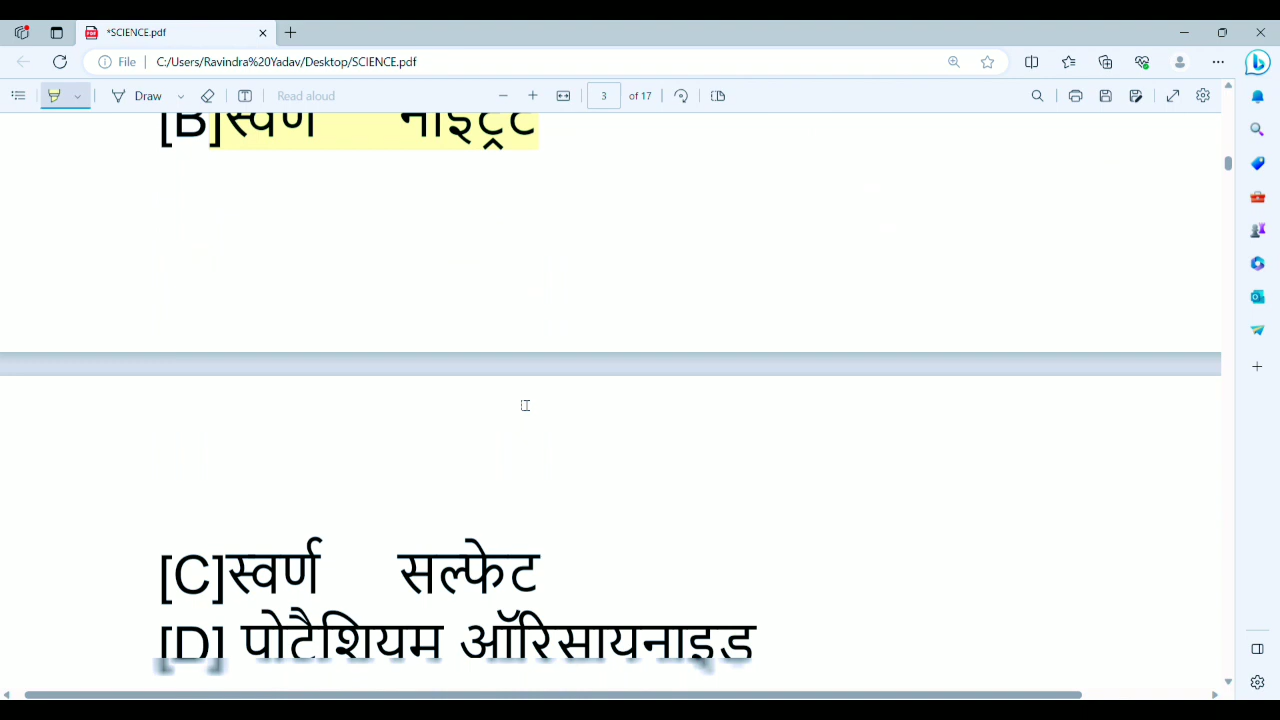 *SCIENCE.pdf
File C:/Users/Ravindra%20Yadav/Desktop/SCIENCE.pdf
Draw Read aloud 3 of 17
[B]स्वर्ण नाइट्रेट
[C]स्वर्ण सल्फेट
[D] पोटैशियम ऑरिसायनाइड